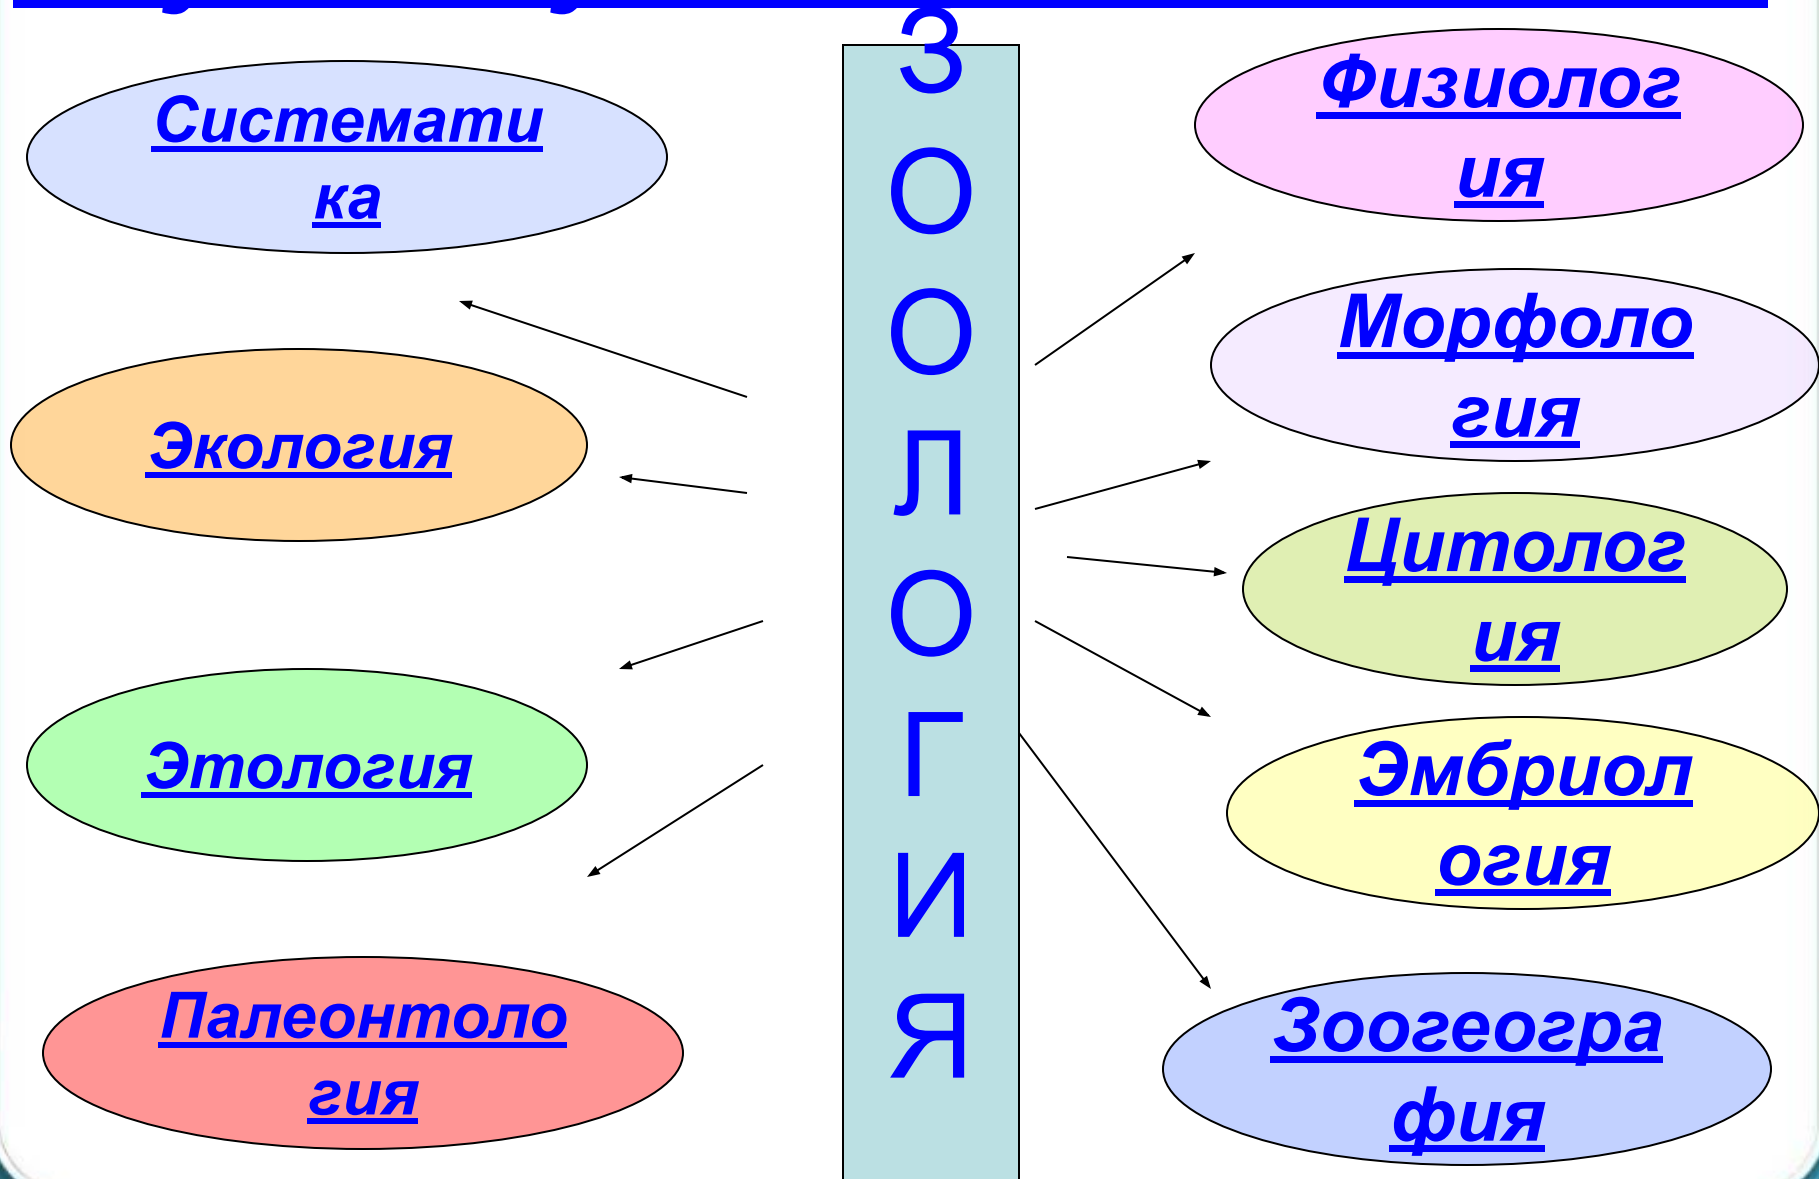 Системати
ка
Экология
Этология
Палеонтоло
гия
З
О
О
Л
О
Г
И
Я
Физиолог
ия
Морфоло
гия
Цитолог
ия
Эмбриол
огия
Зоогеогра
фия